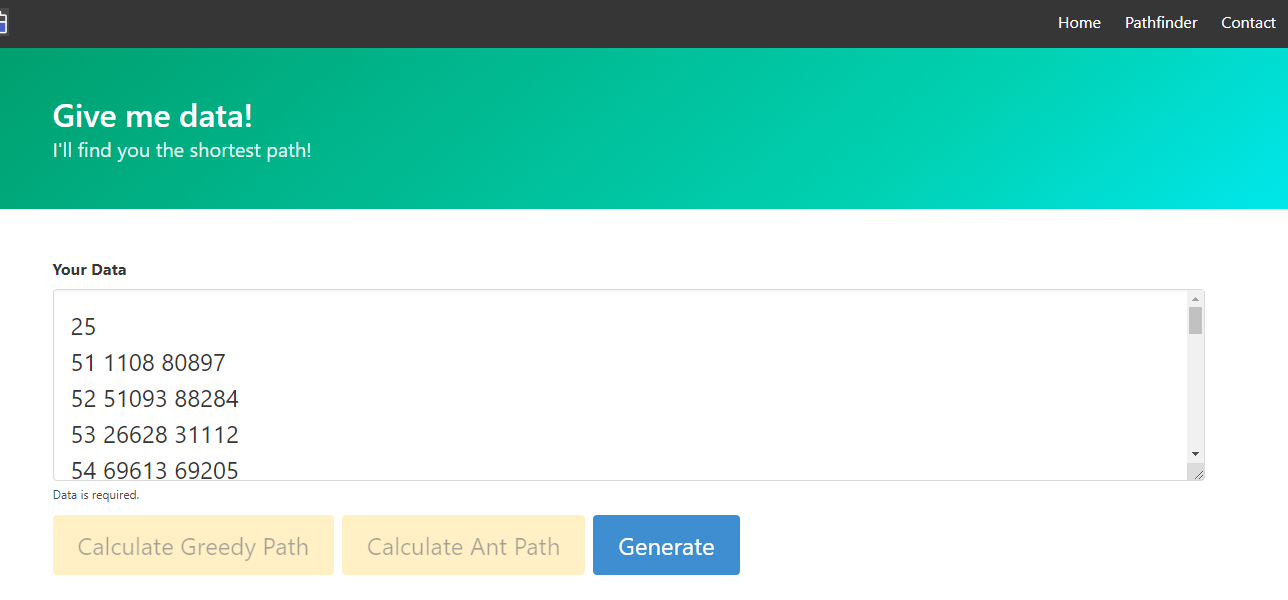 Home Pathfinder Contact
Give me data!
I'll find you the shortest path!
Your Data
25
51 1108 80897
52 51093 88284
53 26628 31112
54 69613 69205
Data is required.
Calculate Greedy Path Calculate Ant Path Generate